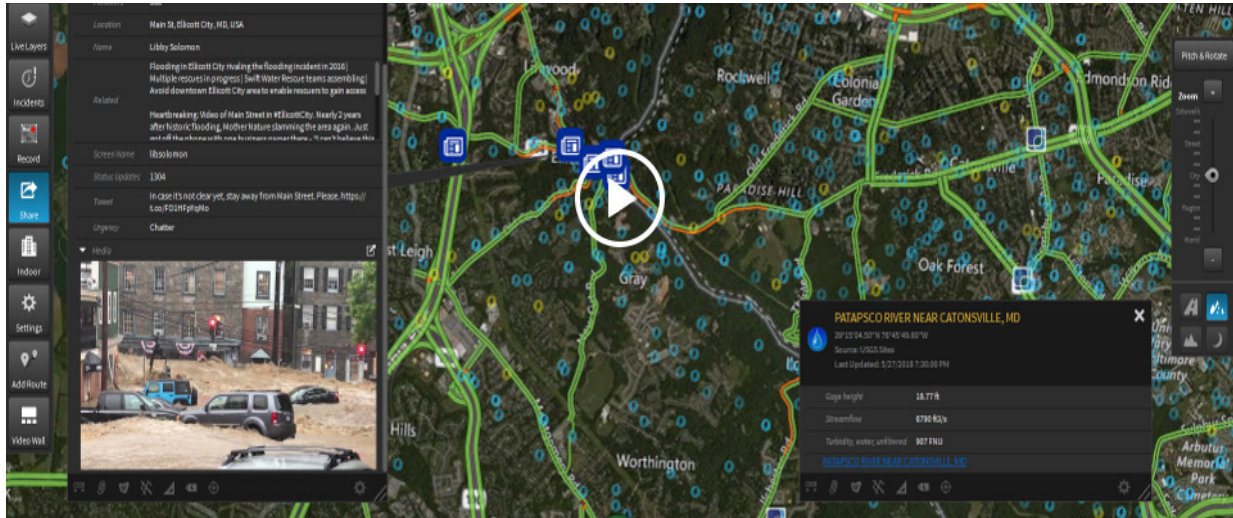 Live Layers
Incidents
Record
Share
Indoor
Settings
Add Route
Video Wall
Location Main St, Ellicott City, MD, USA
Name Libby Solomon
Related
Flooding in Ellicott City rivaling the flooding incident in 2016 |
Multiple rescues in progress | Swift Water Rescue teams assembling |
Avoid downtown Ellicott City area to enable rescuers to gain access
Heartbreaking: Video of Main Street in #EllicottCity. Nearly 2 years
after historic flooding, Mother Nature slamming the area again. Just
Screen Name libsolomon
Status Updates 1304
Tweet In case it's not clear yet, stay away from Main Street. Please. https://
Urgency Chatter
Media
Rockwell
Colonia
Garden
Edmondson Rid
PARADISE HILL
Catonsville
Paradise
st Leigh
Gray
Oak Forest
Hills
Worthington
PATAPSCO RIVER NEAR CATONSVILLE, MD
Source: USGS Sites
Last Updated: 5/27/2018 7:30:00 PM
Gage height 18.77 ft
Streamflow 6790 ft3/s
Turbidity, water, unfiltered 907 FNU
PATAPSCO RIVER NEAR CATONSVILLE, MD
Pitch & Rotate
Zoom
+
Sidewalk
Street
City
Region
World
-
County
Arbutus
Memorial
Park
Cemetery